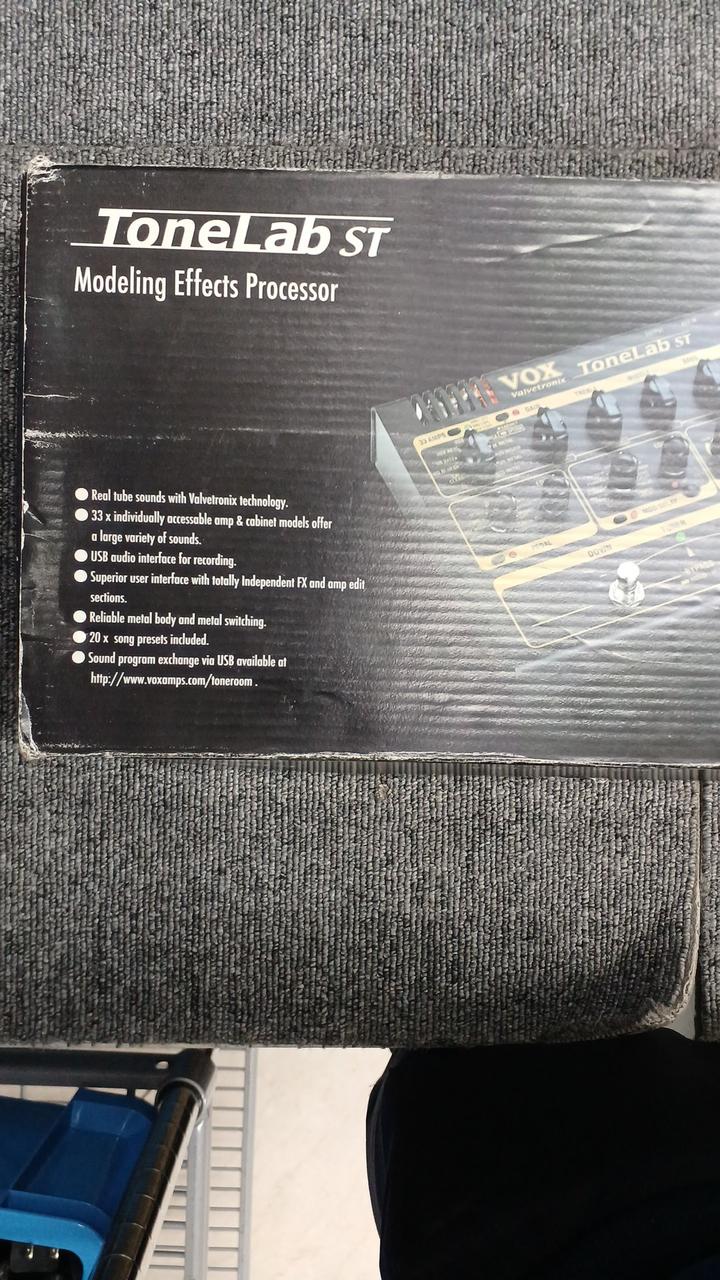 ToneLab ST
Modeling Effects Processor
VOX ToneLab ST
Valvetronix
GAIN
● Real tube sounds with Valvetronix technology.
● 33 x individually accessable amp & cabinet models offer
a large variety of sounds.
● USB audio interface for recording.
● Superior user interface with totally Independent FX and amp edit
sections.
● Reliable metal body and metal switching.
● 20 x song presets included.
● Sound program exchange via USB available at
http://www.voxamps.com/toneroom .
PEDAL
DOWN